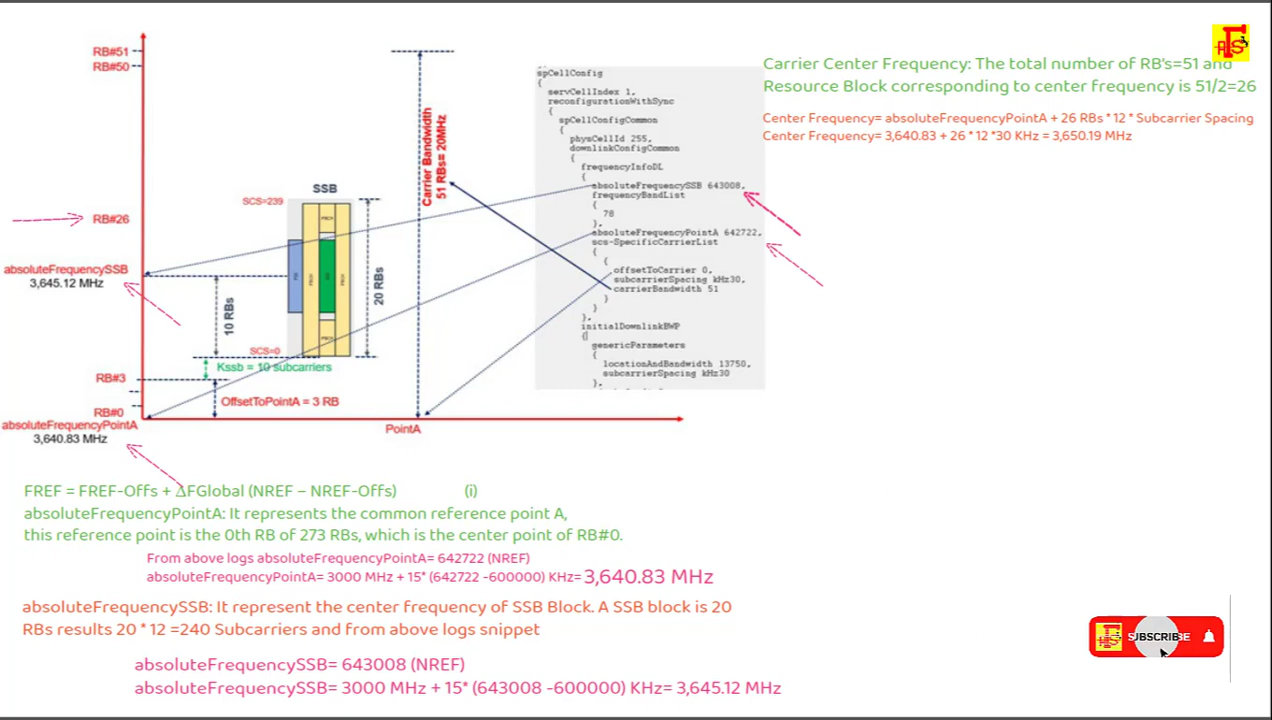 RB#51
RB#50
RB#26
absoluteFrequencySSB
3,645.12 MHz
RB#3
RB#0
absoluteFrequencyPointA
3,640.83 MHz
SSB
SCS=239
SCS=0
10 RBs
20 RBs
Kssb = 10 subcarriers
OffsetToPointA = 3 RB
Carrier Bandwidth
51 RBs= 20MHz
PointA
spCellConfig
{
servCellIndex 1,
reconfigurationWithSync
{
spCellConfigCommon
{
physCellId 255,
downlinkConfigCommon
{
frequencyInfoDL
{
absoluteFrequencySSB 643008,
frequencyBandList
{
78
},
absoluteFrequencyPointA 642722,
scs-SpecificCarrierList
{
{
offsetToCarrier 0,
subcarrierSpacing kHz30,
carrierBandwidth 51
}
}
},
initialDownlinkBWP
{
genericParameters
{
locationAndBandwidth 13750,
subcarrierSpacing kHz30
},
Carrier Center Frequency: The total number of RB's=51 and
Resource Block corresponding to center frequency is 51/2=26
Center Frequency= absoluteFrequencyPointA + 26 RBs * 12 * Subcarrier Spacing
Center Frequency= 3,640.83 + 26 * 12 *30 KHz = 3,650.19 MHz
FREF = FREF-Offs + ΔFGlobal (NREF – NREF-Offs) (i)
absoluteFrequencyPointA: It represents the common reference point A,
this reference point is the 0th RB of 273 RBs, which is the center point of RB#0.
From above logs absoluteFrequencyPointA= 642722 (NREF)
absoluteFrequencyPointA= 3000 MHz + 15* (642722 -600000) KHz= 3,640.83 MHz
absoluteFrequencySSB: It represent the center frequency of SSB Block. A SSB block is 20
RBs results 20 * 12 =240 Subcarriers and from above logs snippet
absoluteFrequencySSB= 643008 (NREF)
absoluteFrequencySSB= 3000 MHz + 15* (643008 -600000) KHz= 3,645.12 MHz
SUBSCRIBE